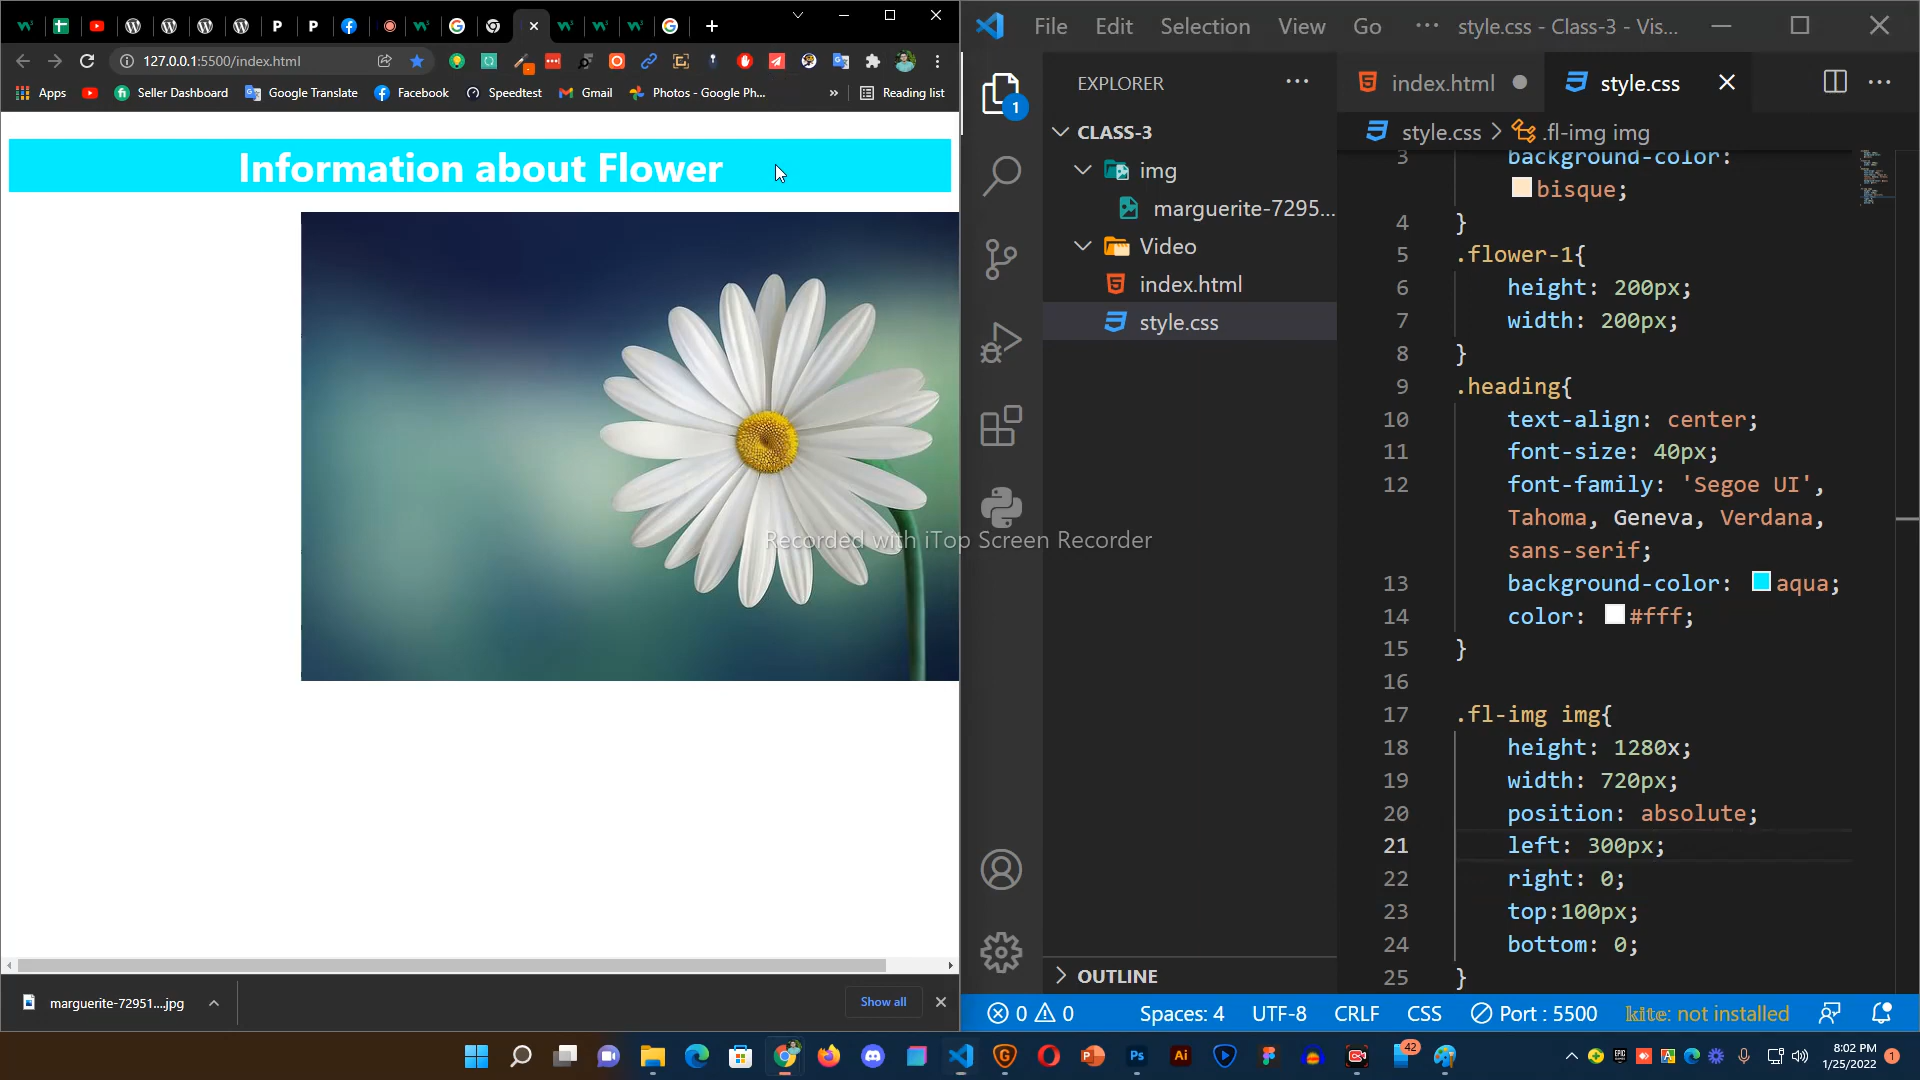 127.0.0.1:5500/index.html
Apps
Seller Dashboard
Google Translate
Facebook
Speedtest
Gmail
Photos - Google Ph...
»
Reading list
Information about Flower
Recorded with iTop Screen Recorder
marguerite-72951....jpg
Show all
File Edit Selection View Go ··· style.css - Class-3 - Vis...
EXPLORER
1
CLASS-3
img
marguerite-7295...
Video
index.html
style.css
OUTLINE
index.html
style.css
style.css > .fl-img img
3 background-color:
bisque;
4 }
5 .flower-1{
6 height: 200px;
7 width: 200px;
8 }
9 .heading{
10 text-align: center;
11 font-size: 40px;
12 font-family: 'Segoe UI',
Tahoma, Geneva, Verdana,
sans-serif;
13 background-color: aqua;
14 color: #fff;
15 }
16
17 .fl-img img{
18 height: 1280x;
19 width: 720px;
20 position: absolute;
21 left: 300px;
22 right: 0;
23 top:100px;
24 bottom: 0;
25 }
0 0 Spaces: 4 UTF-8 CRLF CSS Port : 5500 kite: not installed
42
8:02 PM
1/25/2022
1